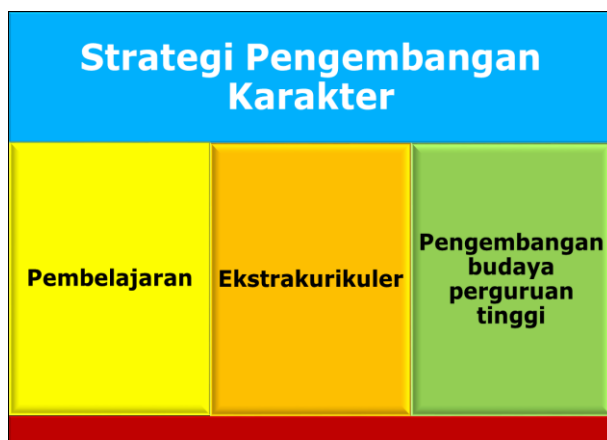 Strategi Pengembangan
Karakter
Pembelajaran
Ekstrakurikuler
Pengembangan
budaya
perguruan
tinggi